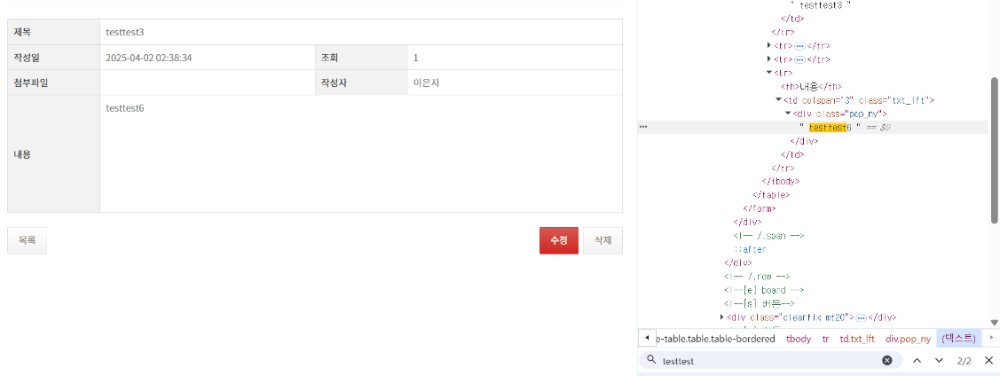 제목 testtest3
작성일 2025-04-02 02:38:34 조회 1
첨부파일 작성자 이은지
내용 testtest6
목록 수정 삭제
" testtest3 "
</td>
</tr>
<tr>…</tr>
<tr>…</tr>
<tr>
<th>내용</th>
<td colspan="3" class="txt_lft">
<div class="pop_ny">
… " testtest6 " == $0
</div>
</td>
</tr>
</tbody>
</table>
</form>
</div>
<!-- /.span -->
::after
</div>
<!-- /.row -->
<!--[e] board -->
<!--[s] 버튼-->
<div class="clearfix mt20">…</div>
e-table.table.table-bordered tbody tr td.txt_lft div.pop_ny (텍스트)
testtest 2/2